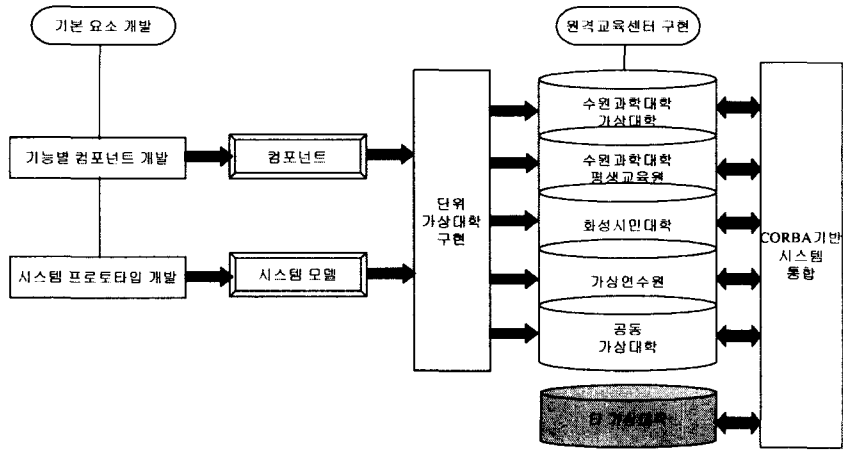 기본 요소 개발
원격교육센터 구현
수원과학대학
가상대학
기능별 컴포넌트 개발
컴포넌트
수원과학대학
평생교육원
단위
가상대학
구현
화성시민대학
CORBA기반
시스템
통합
시스템 프로토타입 개발
시스템 모델
가상연수원
공동
가상대학
타 가상대학